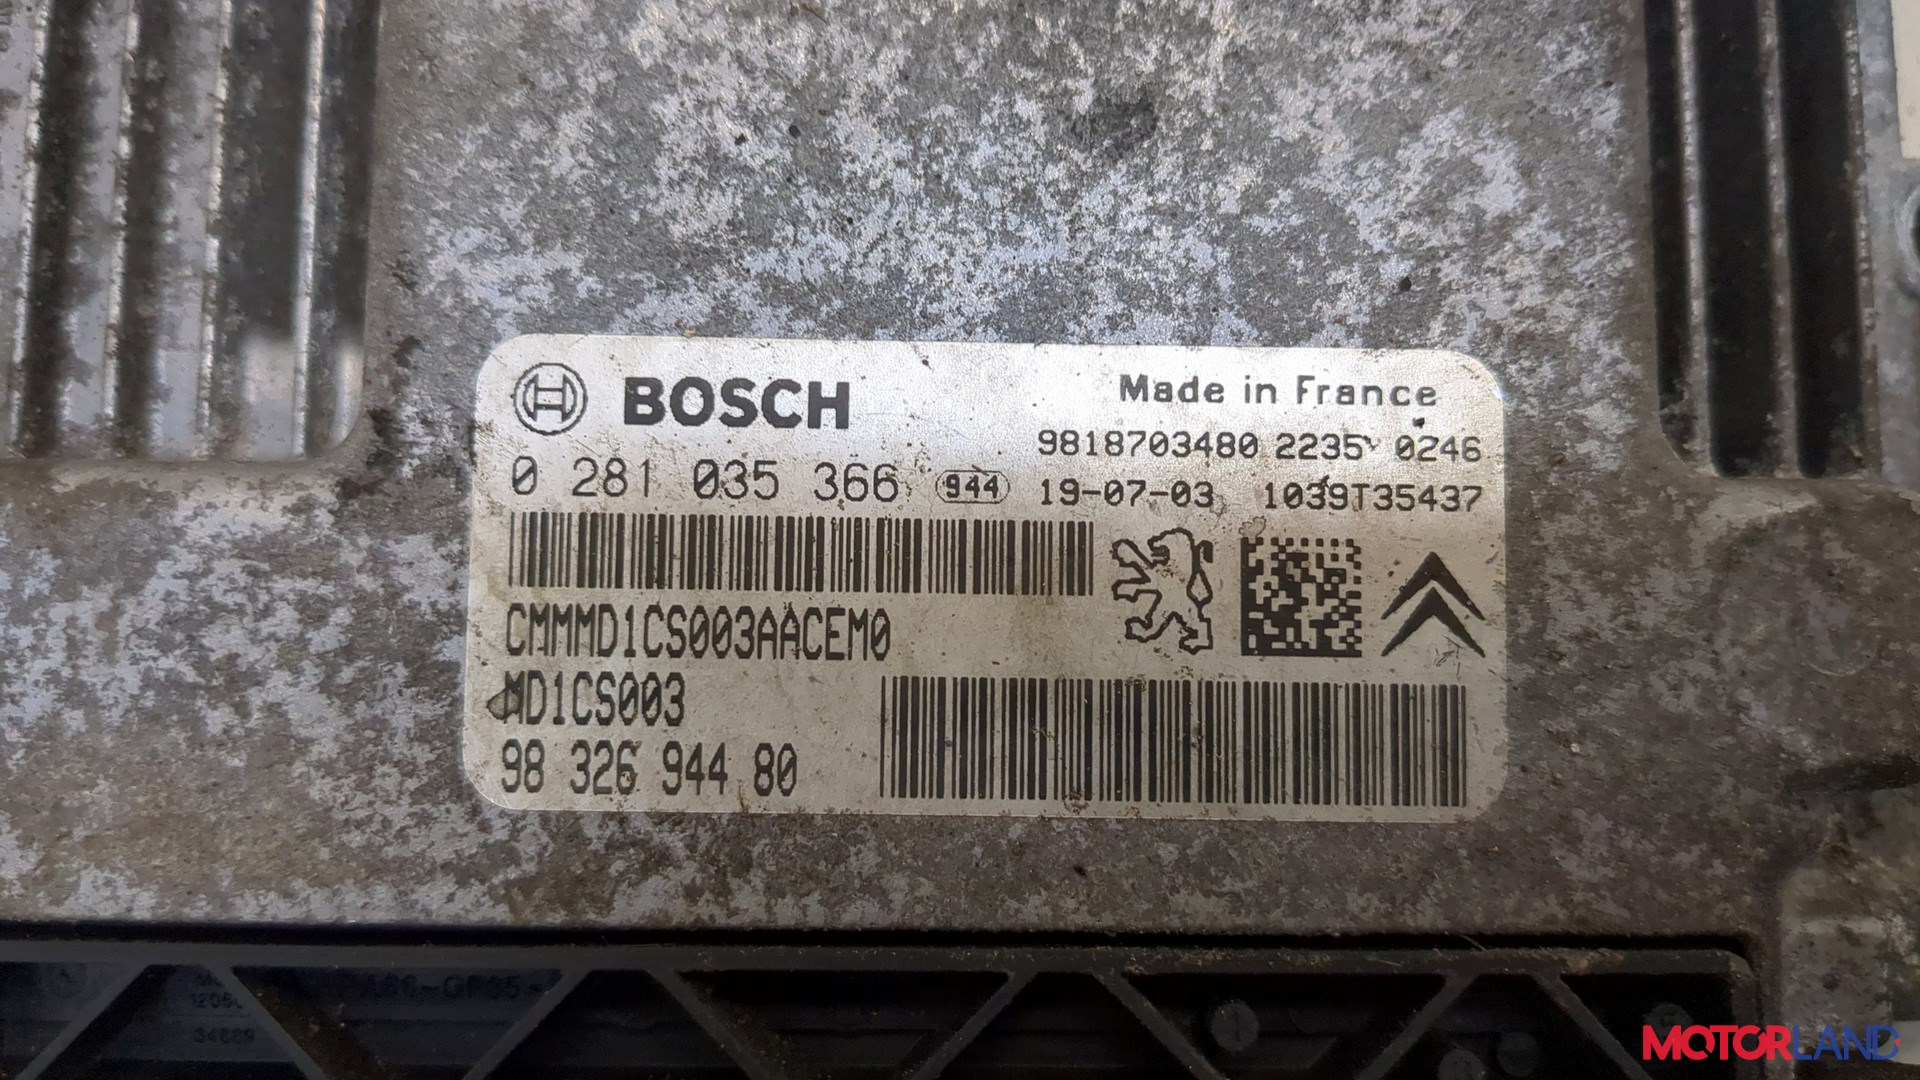 BOSCH
Made in France
9818703480 2235 0246
0 281 035 366 944 19-07-03 1039T35437
CMMMD1CS003AACEM0
MD1CS003
98 326 944 80
34889
MOTORLAND